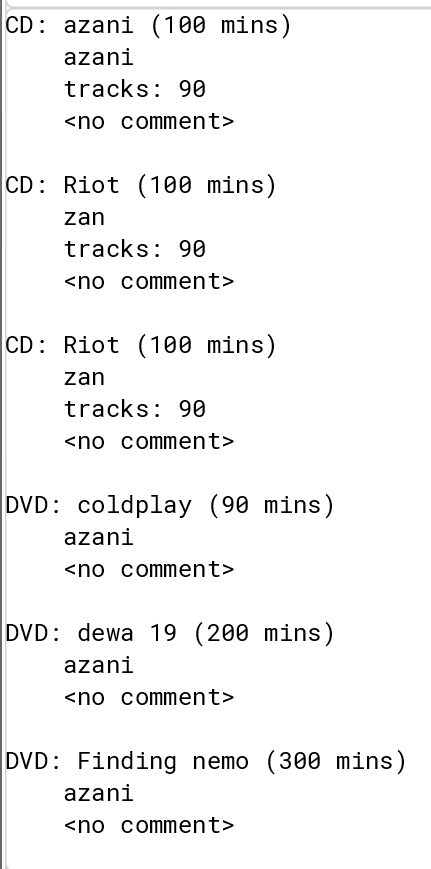 CD: azani (100 mins)
azani
tracks: 90
<no comment>
CD: Riot (100 mins)
zan
tracks: 90
<no comment>
CD: Riot (100 mins)
zan
tracks: 90
<no comment>
DVD: coldplay (90 mins)
azani
<no comment>
DVD: dewa 19 (200 mins)
azani
<no comment>
DVD: Finding nemo (300 mins)
azani
<no comment>